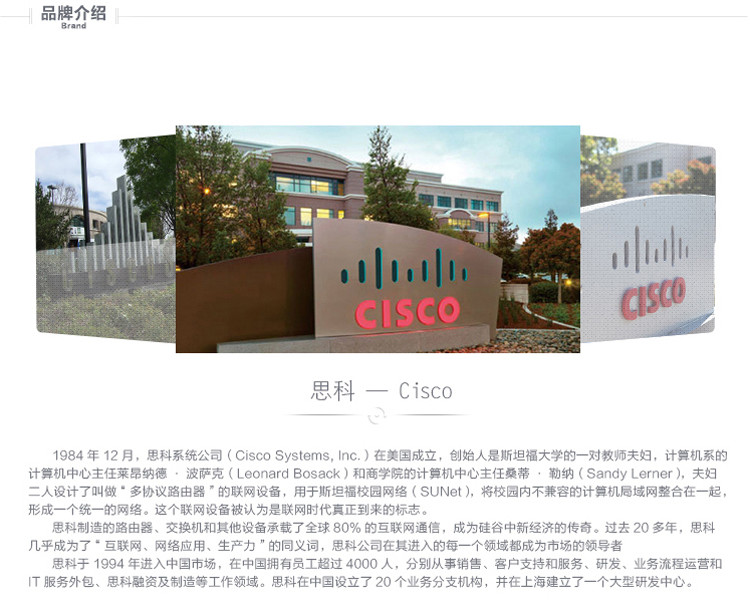 品牌介绍
Brand
CISCO
CISCO
思科 — Cisco
1984 年 12 月，思科系统公司（Cisco Systems, Inc.）在美国成立，创始人是斯坦福大学的一对教师夫妇，计算机系的
计算机中心主任莱昂纳德 · 波萨克（Leonard Bosack）和商学院的计算机中心主任桑蒂 · 勒纳（Sandy Lerner），夫妇
二人设计了叫做“多协议路由器”的联网设备，用于斯坦福校园网络（SUNet），将校园内不兼容的计算机局域网整合在一起，
形成一个统一的网络。这个联网设备被认为是联网时代真正到来的标志。
思科制造的路由器、交换机和其他设备承载了全球 80% 的互联网通信，成为硅谷中新经济的传奇。过去 20 多年，思科
几乎成为了“互联网、网络应用、生产力”的同义词，思科公司在其进入的每一个领域都成为市场的领导者
思科于 1994 年进入中国市场，在中国拥有员工超过 4000 人，分别从事销售、客户支持和服务、研发、业务流程运营和
IT 服务外包、思科融资及制造等工作领域。思科在中国设立了 20 个业务分支机构，并在上海建立了一个大型研发中心。